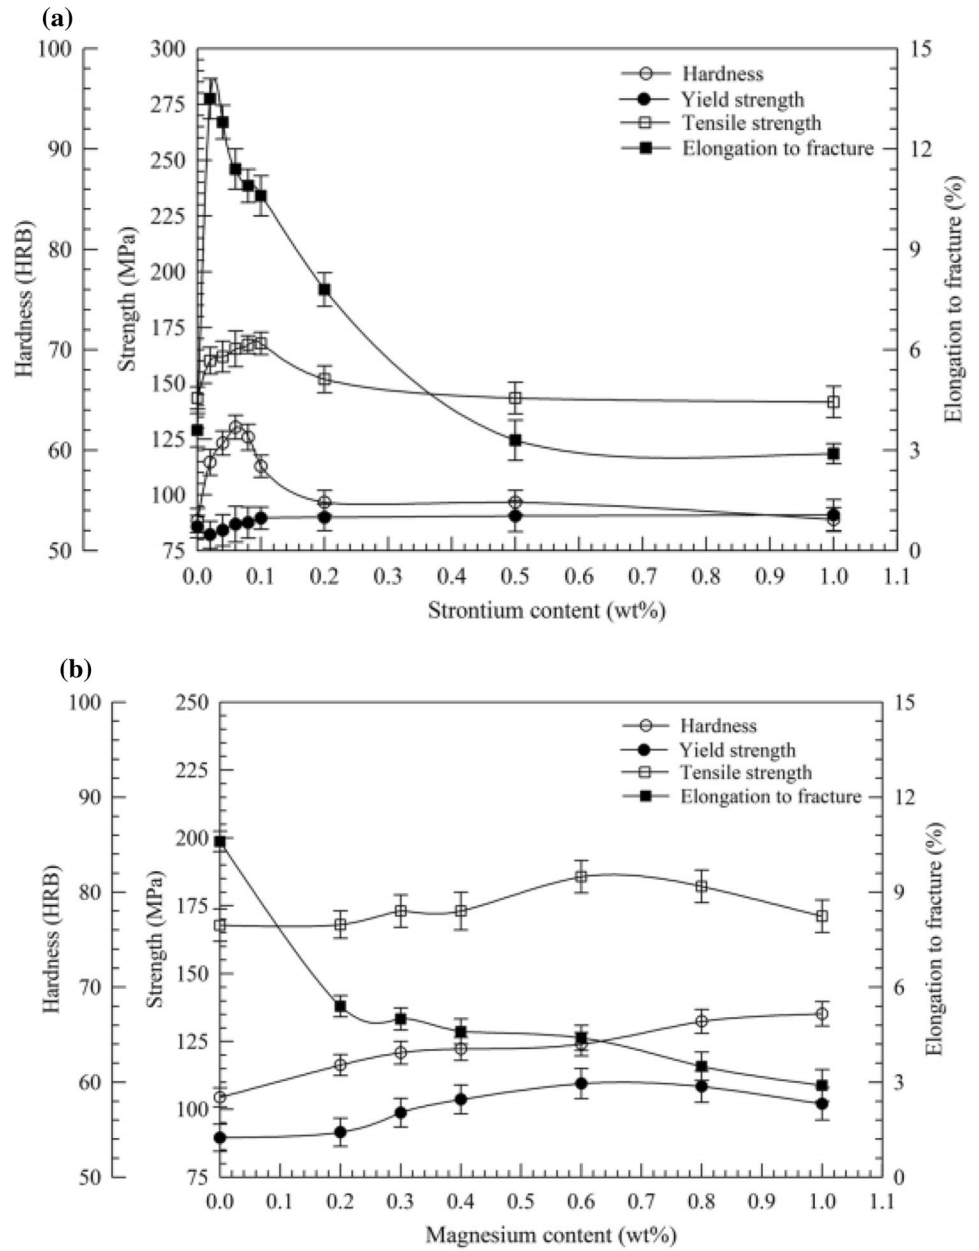 (a)
100
90
80
70
60
50
Hardness (HRB)
300
275
250
225
200
175
150
125
100
75
Strength (MPa)
Hardness
Yield strength
Tensile strength
Elongation to fracture
15
12
9
6
3
0
Elongation to fracture (%)
0.0 0.1 0.2 0.3 0.4 0.5 0.6 0.7 0.8 0.9 1.0 1.1
Strontium content (wt%)
(b)
100
90
80
70
60
50
Hardness (HRB)
250
225
200
175
150
125
100
75
Strength (MPa)
Hardness
Yield strength
Tensile strength
Elongation to fracture
15
12
9
6
3
0
Elongation to fracture (%)
0.0 0.1 0.2 0.3 0.4 0.5 0.6 0.7 0.8 0.9 1.0 1.1
Magnesium content (wt%)